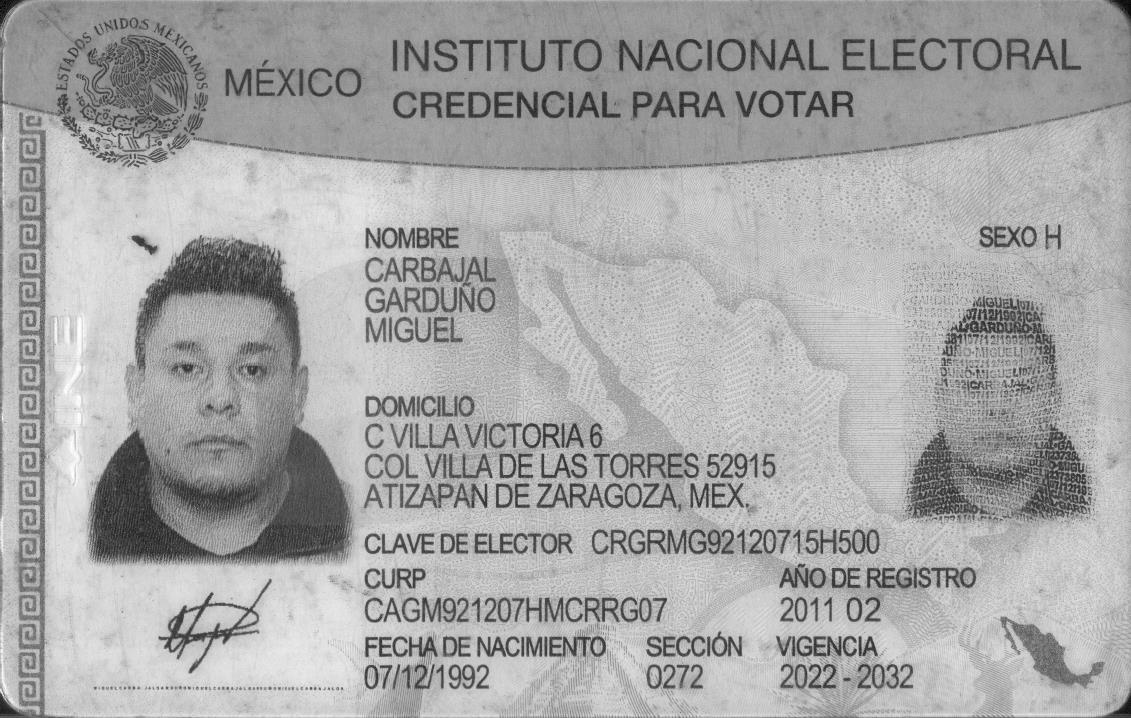 ESTADOS UNIDOS MEXICANOS
MÉXICO
INSTITUTO NACIONAL ELECTORAL
CREDENCIAL PARA VOTAR
NOMBRE
CARBAJAL
GARDUÑO
MIGUEL
SEXO H
DOMICILIO
C VILLA VICTORIA 6
COL VILLA DE LAS TORRES 52915
ATIZAPAN DE ZARAGOZA, MEX.
CLAVE DE ELECTOR CRGRMG92120715H500
CURP
CAGM921207HMCRRG07
AÑO DE REGISTRO
2011 02
FECHA DE NACIMIENTO
07/12/1992
SECCIÓN
0272
VIGENCIA
2022 - 2032
INE